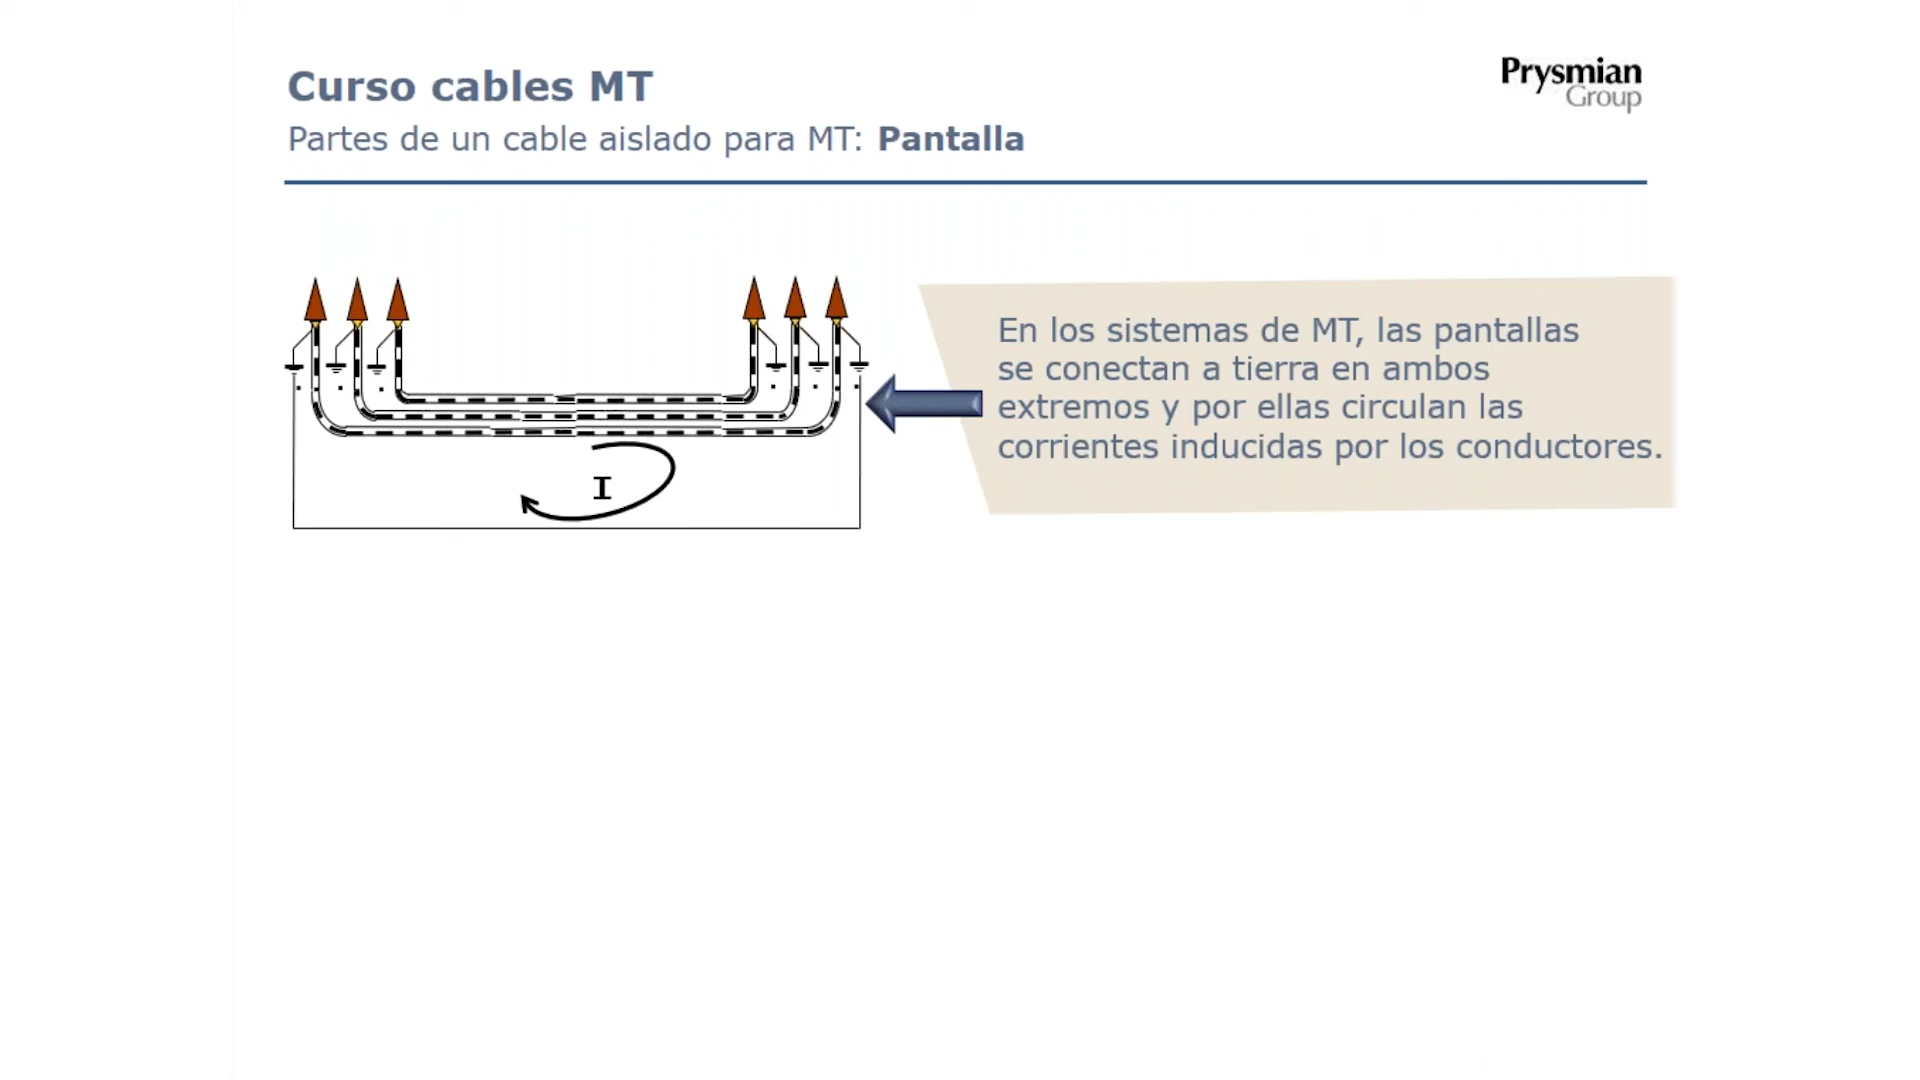 Curso cables MT
Prysmian
Group
Partes de un cable aislado para MT: Pantalla
En los sistemas de MT, las pantallas
se conectan a tierra en ambos
extremos y por ellas circulan las
corrientes inducidas por los conductores.
I